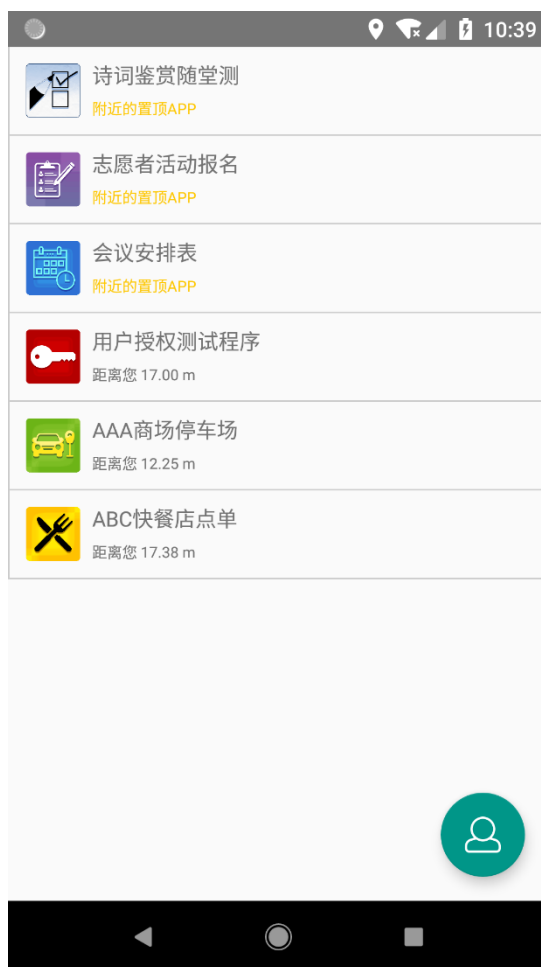 10:39
诗词鉴赏随堂测
附近的置顶APP
志愿者活动报名
附近的置顶APP
会议安排表
附近的置顶APP
用户授权测试程序
距离您 17.00 m
AAA商场停车场
距离您 12.25 m
ABC快餐店点单
距离您 17.38 m